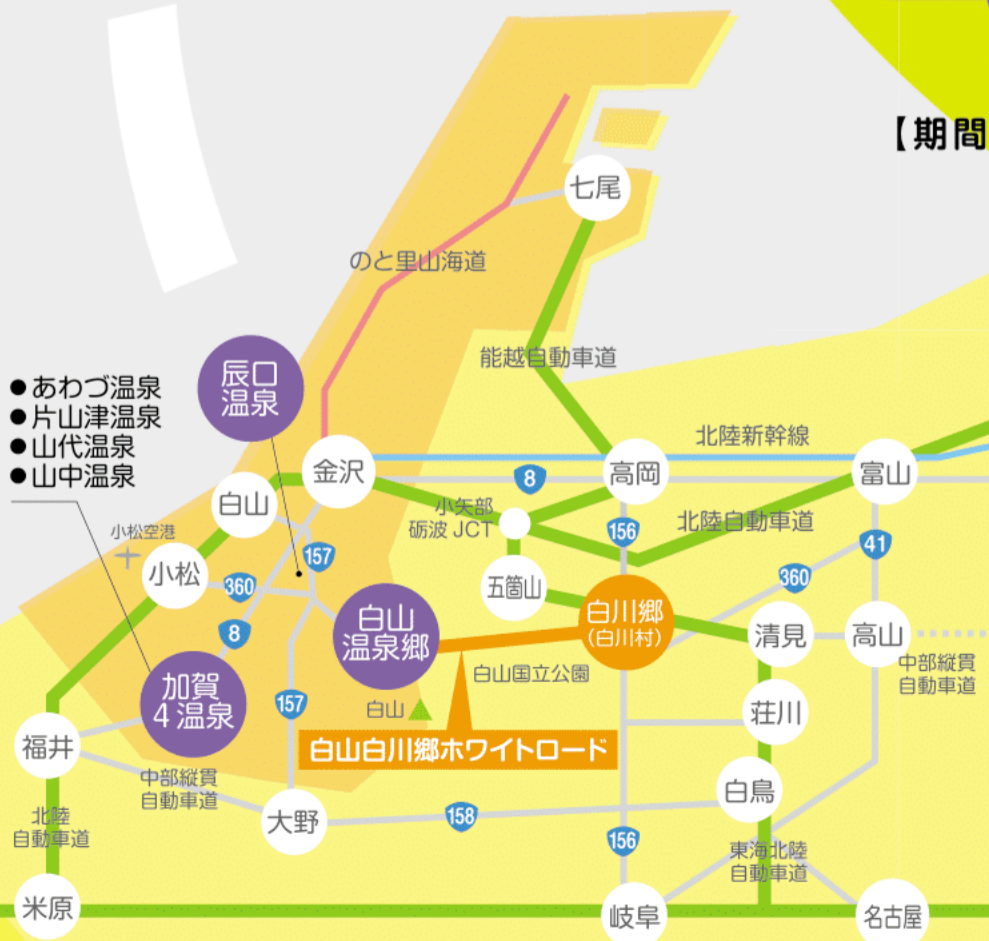 【期間
七尾
のと里山海道
能越自動車道
辰口
温泉
●あわづ温泉
●片山津温泉
●山代温泉
●山中温泉
北陸新幹線
金沢
8
高岡
富山
白山
小矢部
砺波 JCT
156
北陸自動車道
小松空港
157
41
小松
360
五箇山
360
8
白山
温泉郷
白川郷
(白川村)
清見
高山
白山国立公園
中部縦貫
自動車道
加賀
4 温泉
157
白山
荘川
福井
白山白川郷ホワイトロード
中部縦貫
自動車道
白鳥
北陸
自動車道
大野
158
156
東海北陸
自動車道
米原
岐阜
名古屋